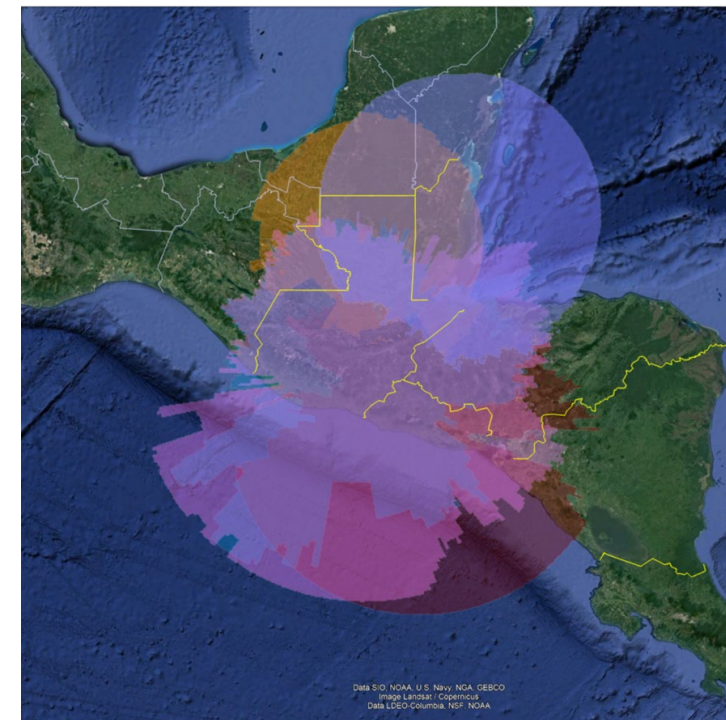 Data SIO, NOAA, U.S. Navy, NGA, GEBCO
Image Landsat / Copernicus
Data LDEO-Columbia, NSF, NOAA